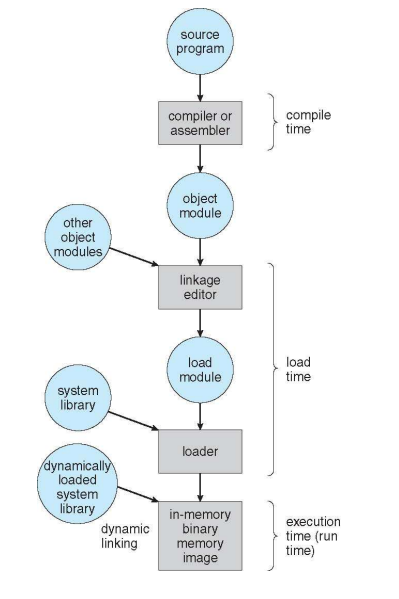 source
program
compiler or
assembler
compile
time
object
module
other
object
modules
linkage
editor
load
module
load
time
system
library
loader
dynamically
loaded
system
library
dynamic
linking
in-memory
binary
memory
image
execution
time (run
time)